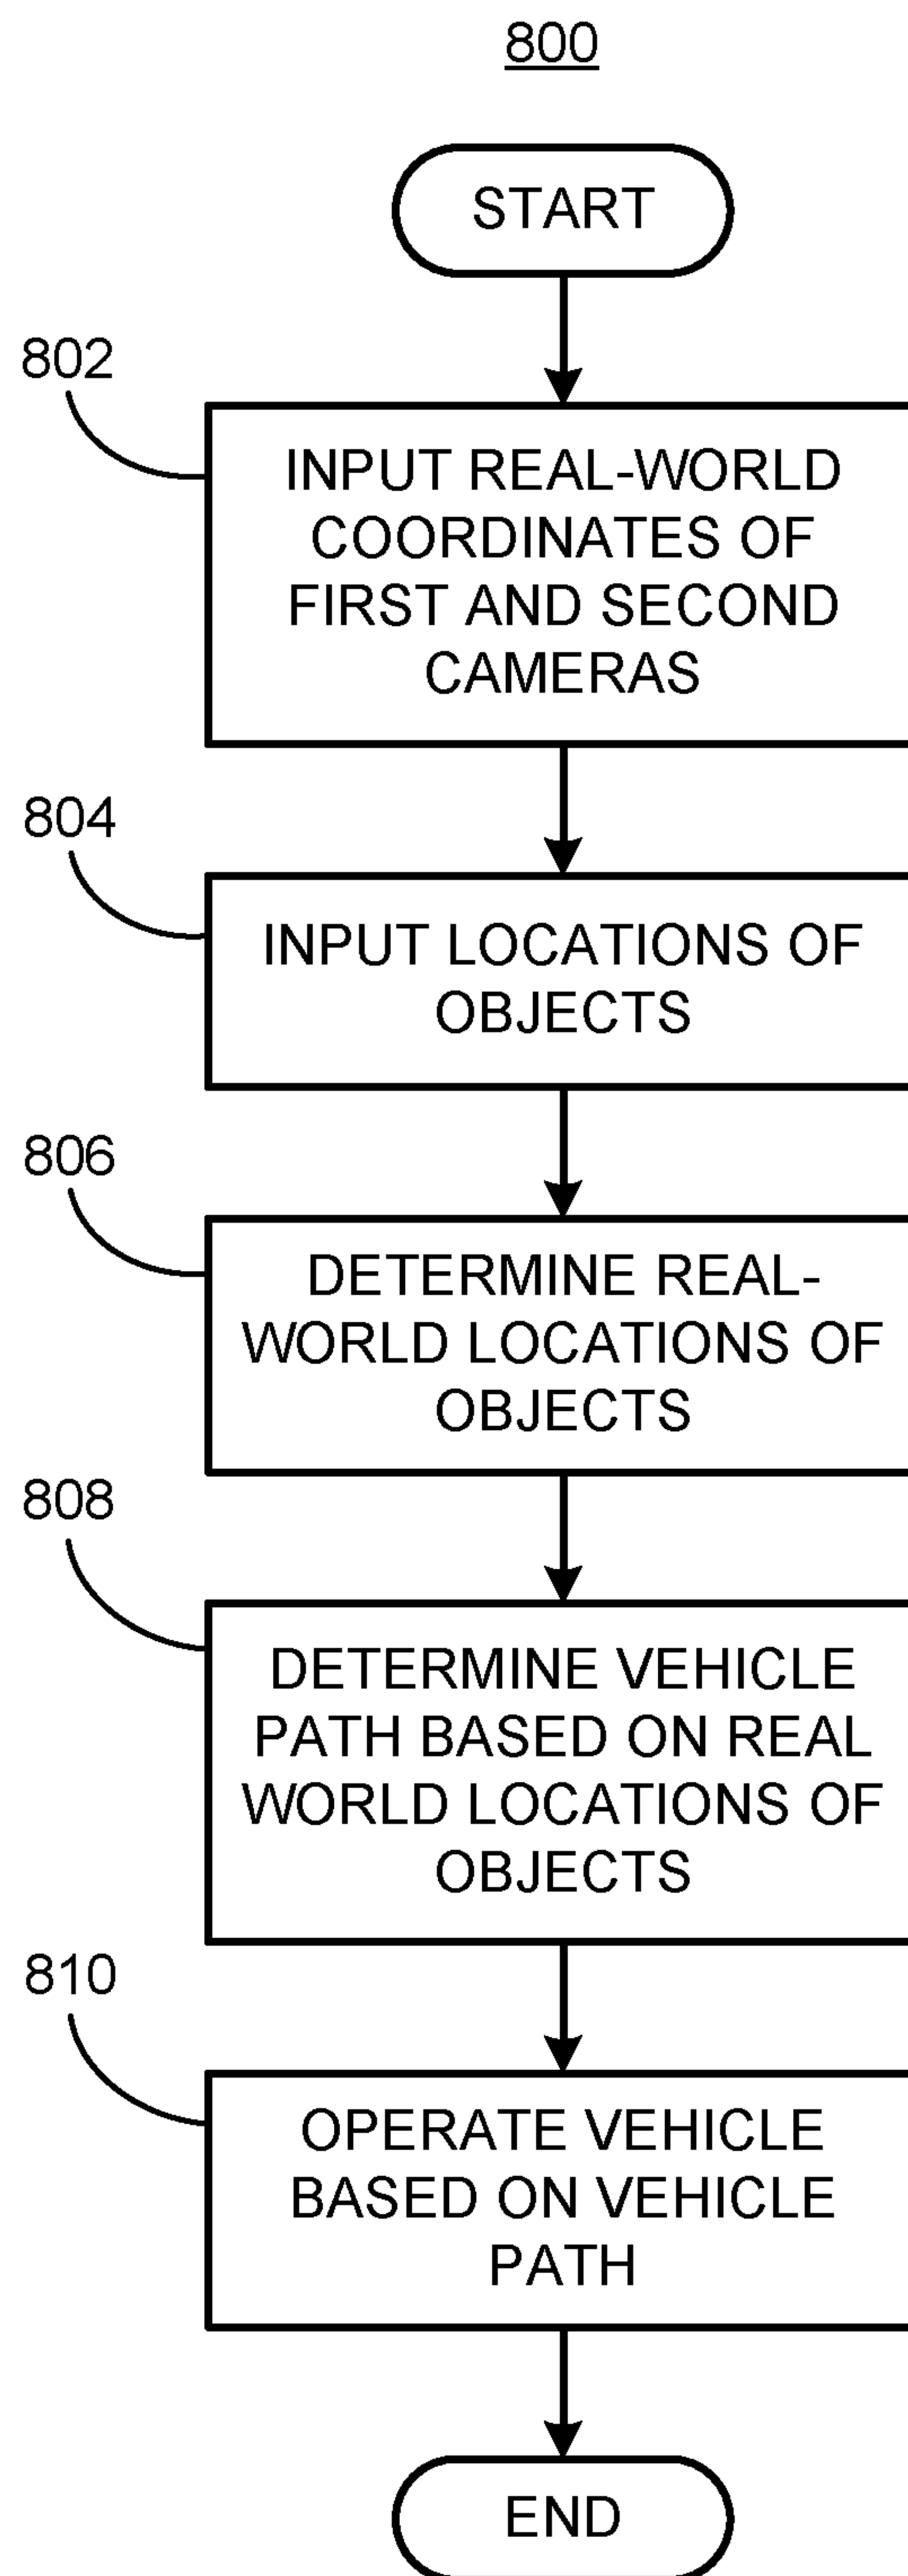 800
START
802
INPUT REAL-WORLD
COORDINATES OF
FIRST AND SECOND
CAMERAS
804
INPUT LOCATIONS OF
OBJECTS
806
DETERMINE REAL-
WORLD LOCATIONS OF
OBJECTS
808
DETERMINE VEHICLE
PATH BASED ON REAL
WORLD LOCATIONS OF
OBJECTS
810
OPERATE VEHICLE
BASED ON VEHICLE
PATH
END